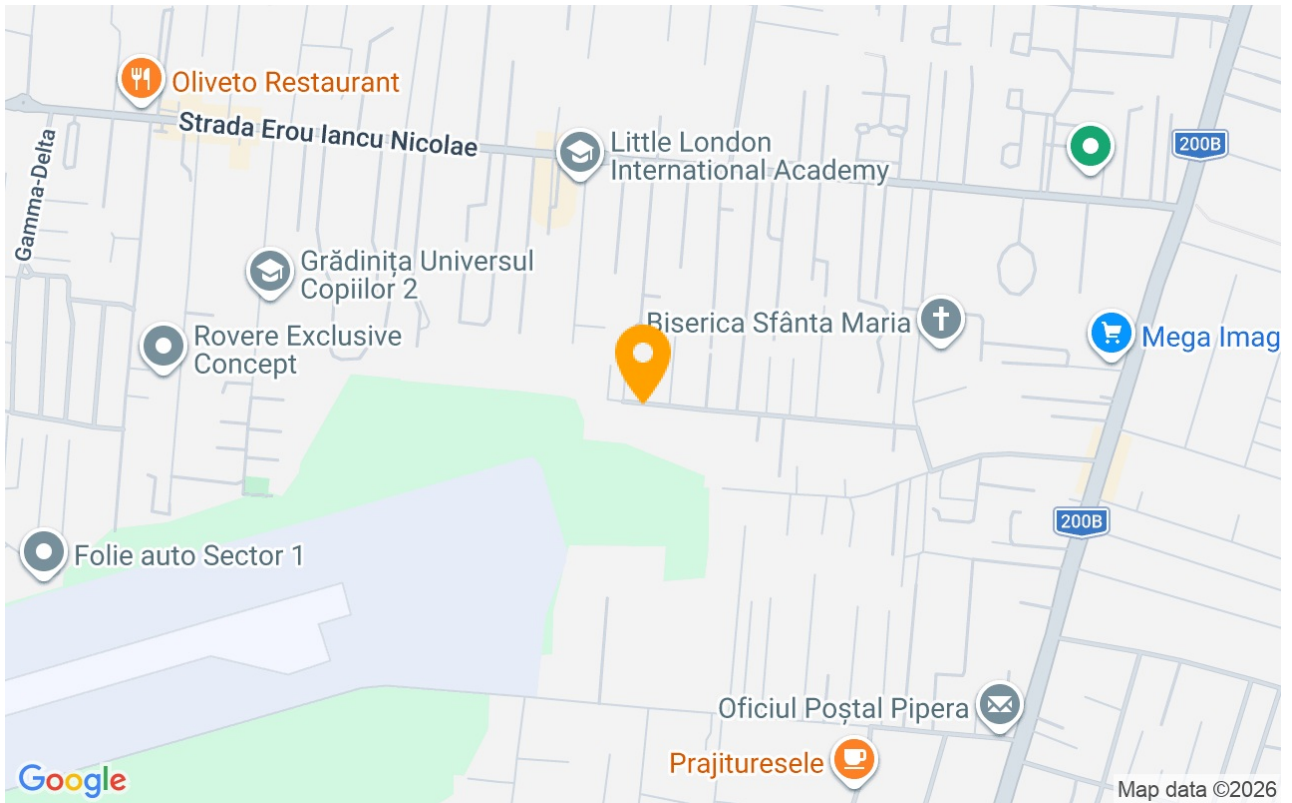 Oliveto Restaurant
Strada Erou Iancu Nicolae
Little London
International Academy
200B
Gamma-Delta
Grădinița Universul
Copiilor 2
Biserica Sfânta Maria
Rovere Exclusive
Concept
Mega Imag
200B
Folie auto Sector 1
Oficiul Poștal Pipera
Prajituresele
Google
Map data ©2026